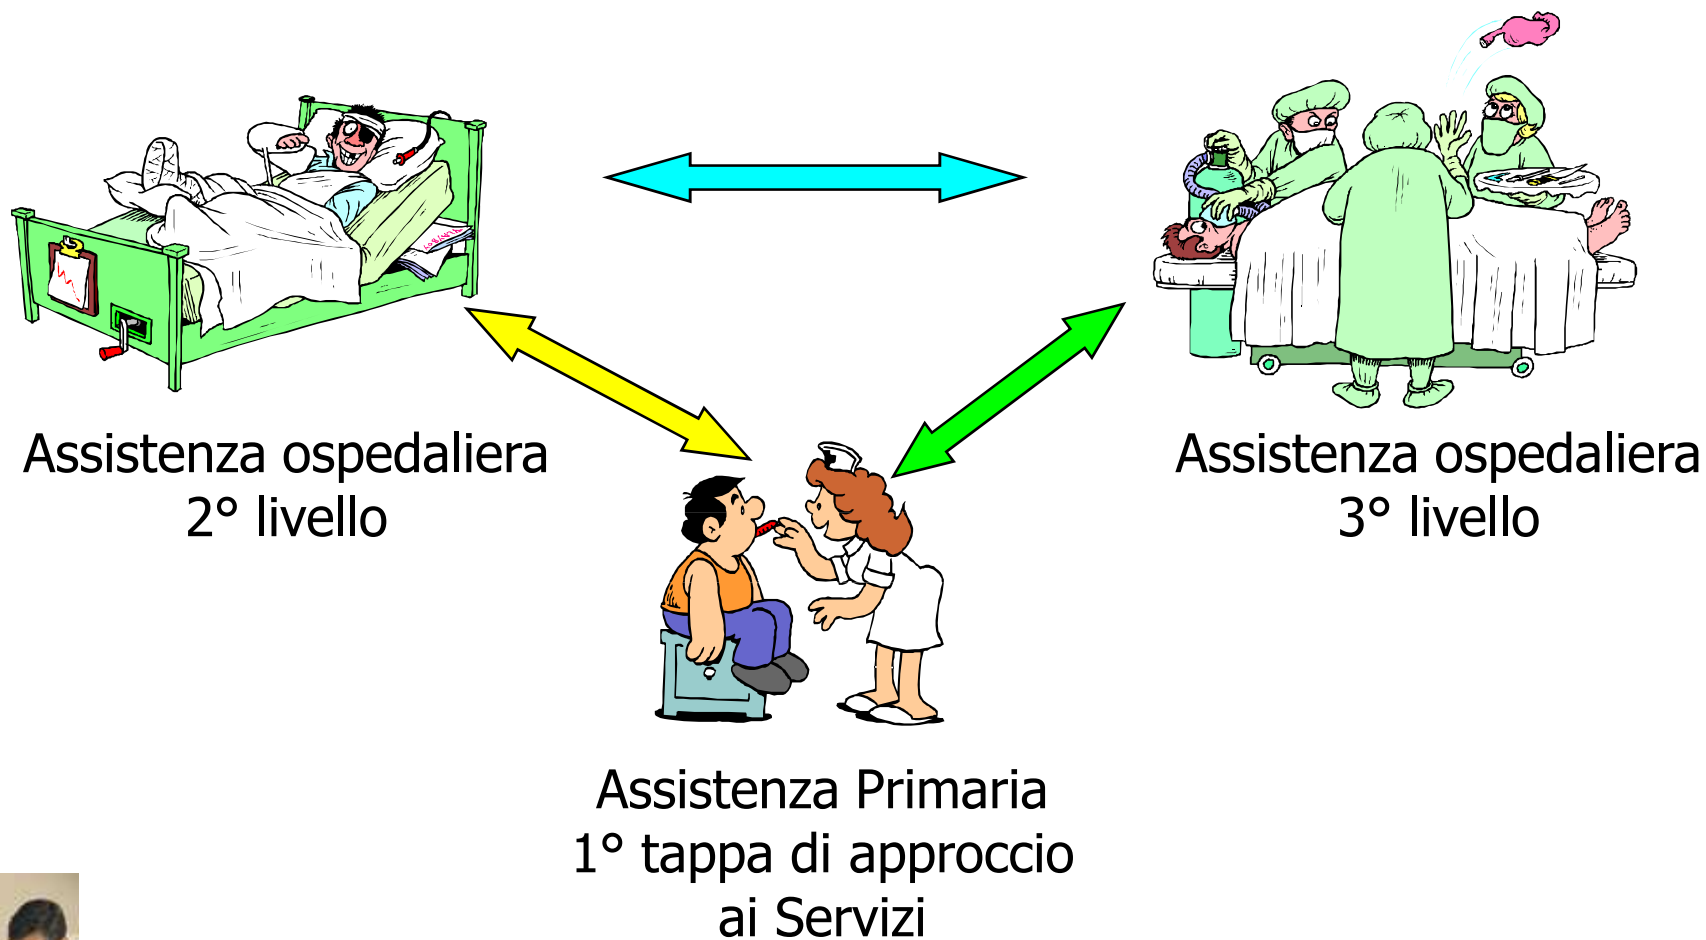 Assistenza ospedaliera
2° livello
Assistenza ospedaliera
3° livello
Assistenza Primaria
1° tappa di approccio
ai Servizi